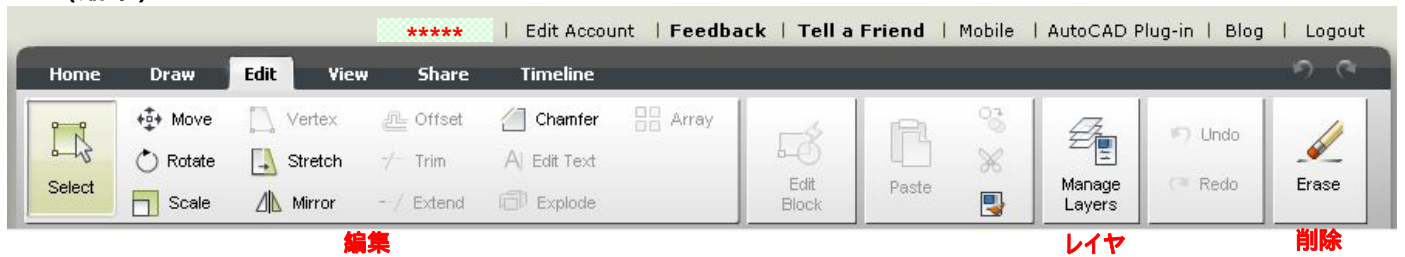 ***** | Edit Account | Feedback | Tell a Friend | Mobile | AutoCAD Plug-in | Blog | Logout
Home Draw Edit View Share Timeline
Move Vertex Offset Chamfer Array
Rotate Stretch Trim Edit Text
Scale Mirror Extend Explode
Select
Edit
Block
Paste
Manage
Layers
Undo
Redo
Erase
編集
レイヤ
削除